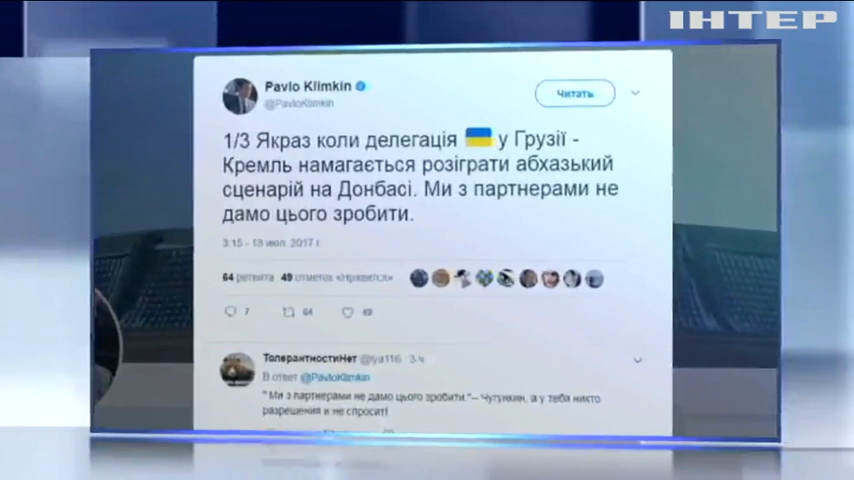 ІНТЕР
Pavlo Klimkin
@PavloKlimkin
Читать
1/3 Якраз коли делегація у Грузії -
Кремль намагається розіграти абхазький
сценарій на Донбасі. Ми з партнерами не
дамо цього зробити.
3:15 - 18 июл. 2017 г.
64 ретвита 49 отметок «Нравится»
7 64 49
ТолерантностиНет @iya116 3 ч
В ответ @PavloKlimkin
"Ми з партнерами не дамо цього зробити."-- Чугункин, а у тебя никто
разрешения и не спросит!